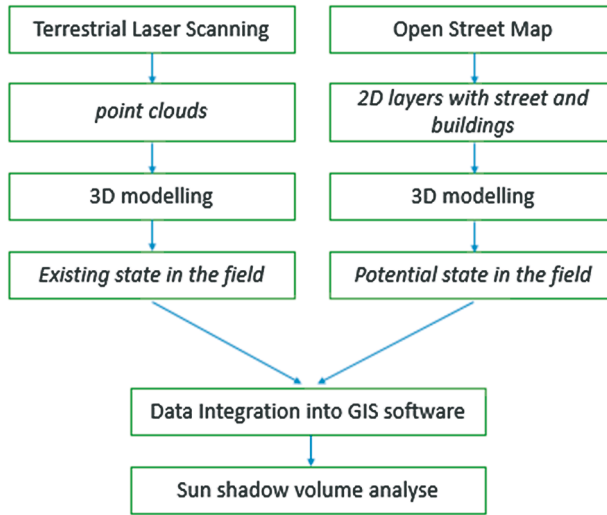 Terrestrial Laser Scanning
point clouds
3D modelling
Existing state in the field
Open Street Map
2D layers with street and
buildings
3D modelling
Potential state in the field
Data Integration into GIS software
Sun shadow volume analyse